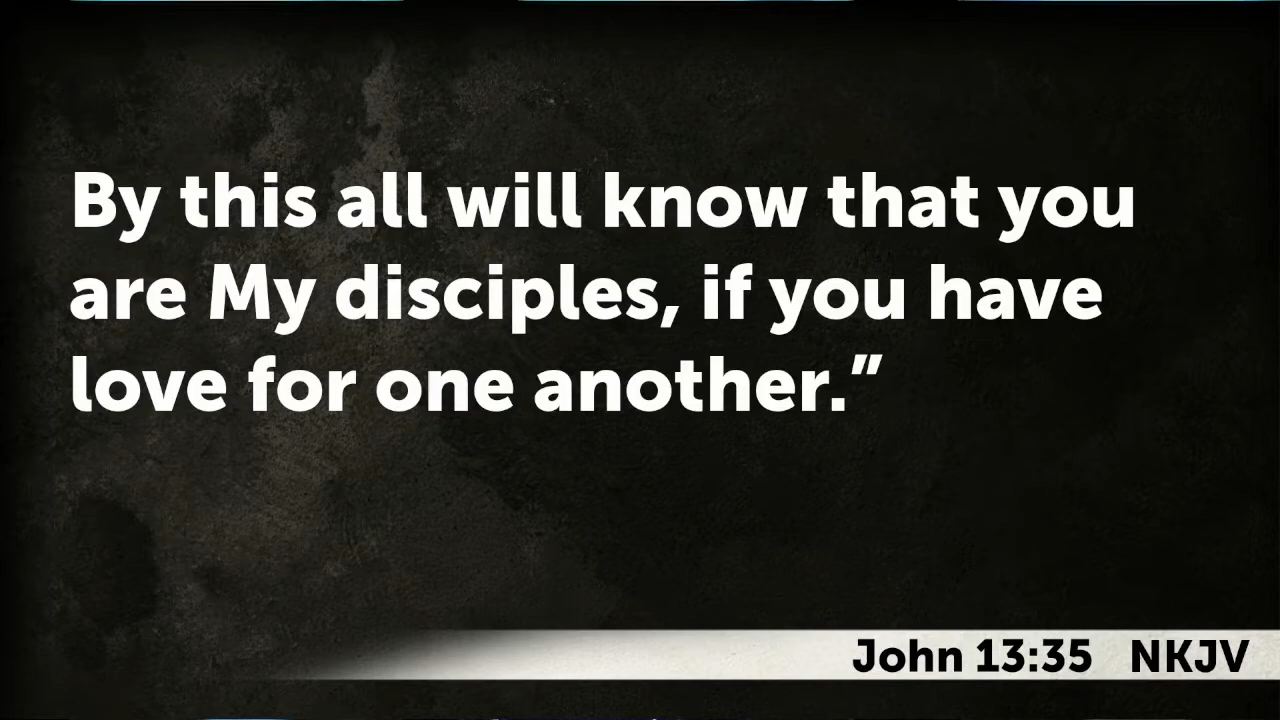 By this all will know that you
are My disciples, if you have
love for one another.”
John 13:35 NKJV